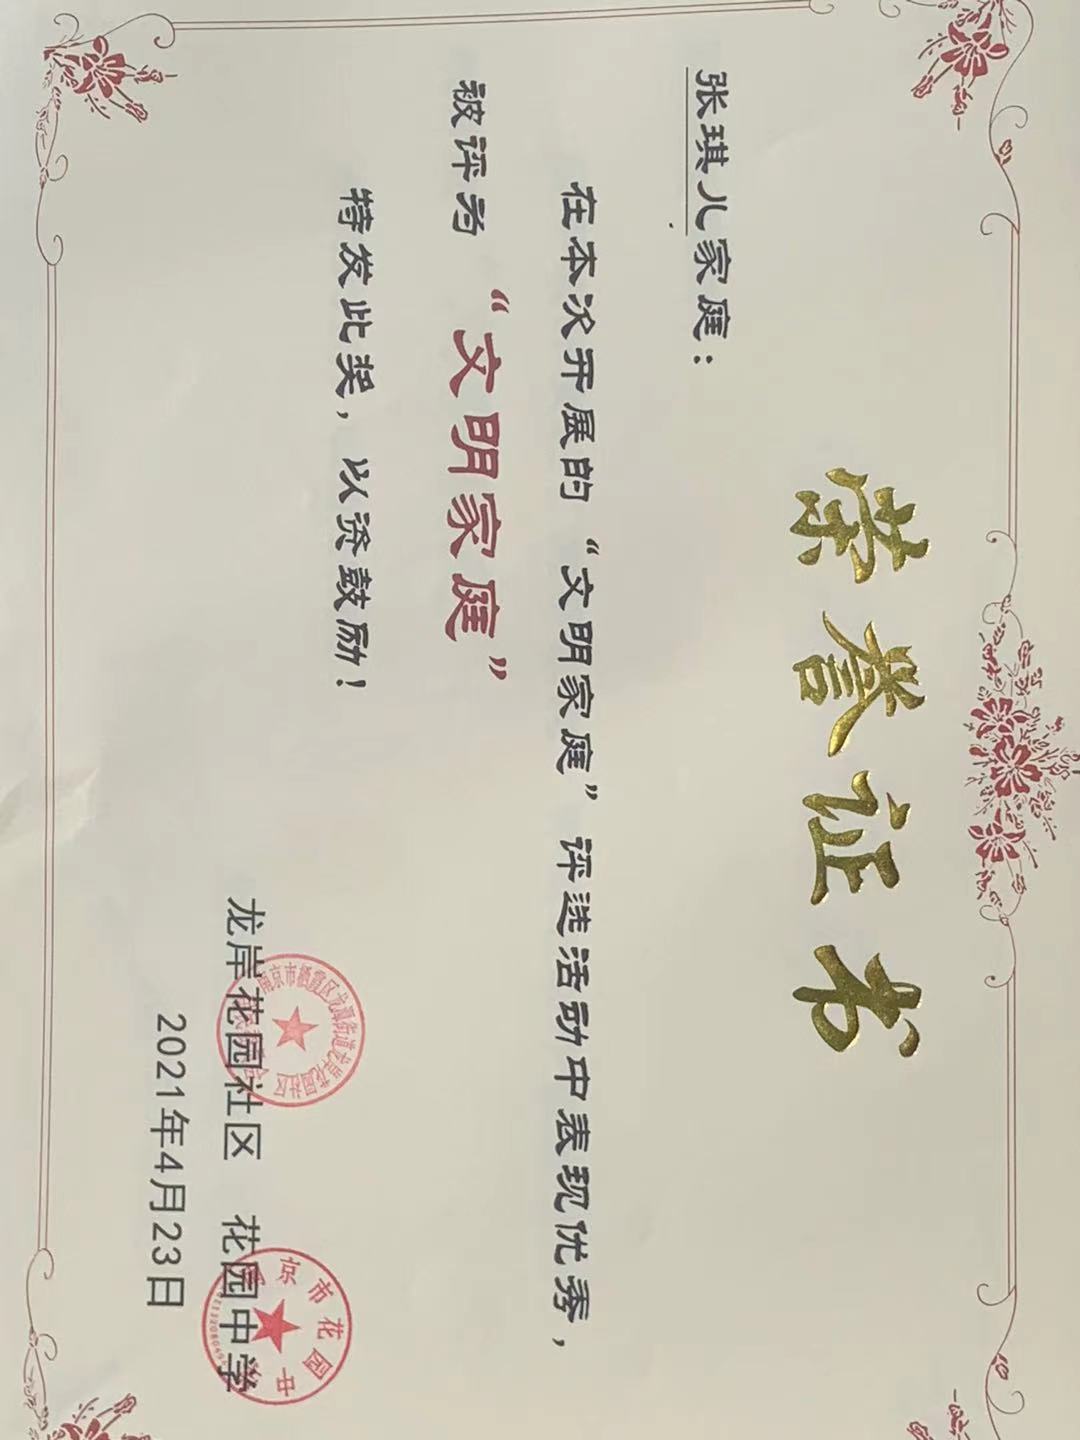 荣誉证书
张琪儿家庭：
在本次开展的“文明家庭”评选活动中表现优秀，
被评为“文明家庭”
特发此奖，以资鼓励！
龙岸花园社区 花园中学
2021年4月23日